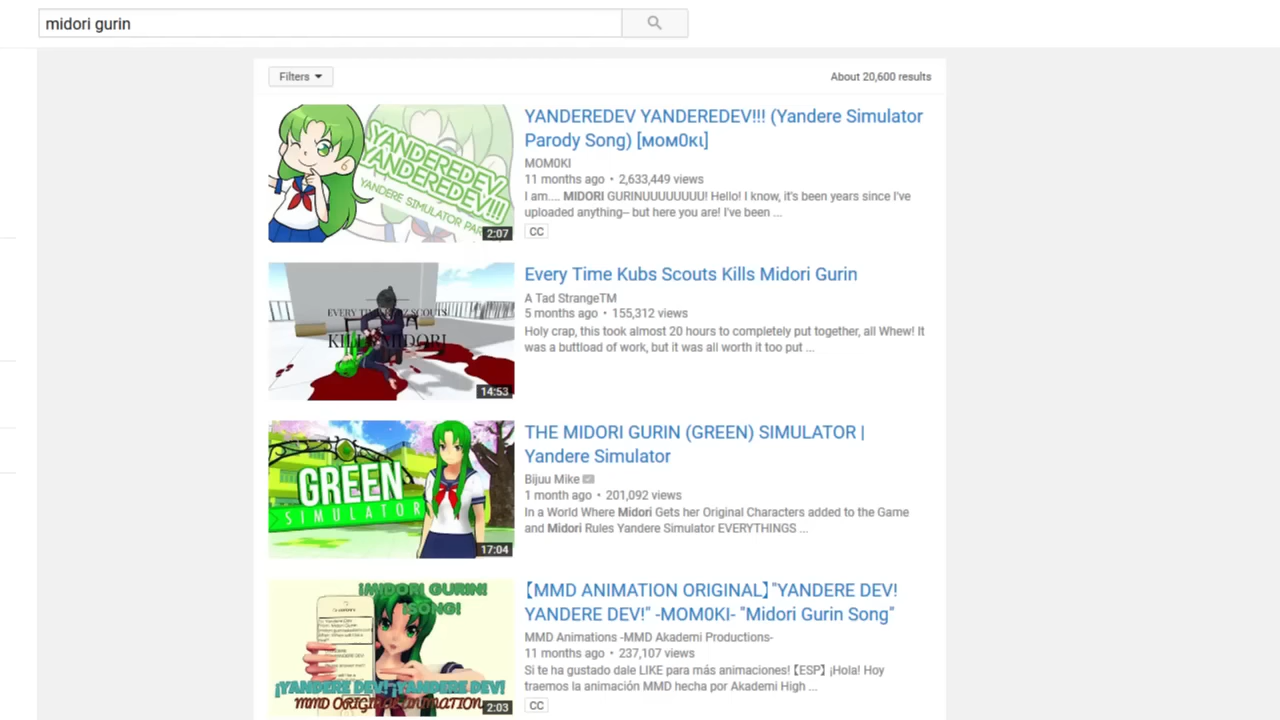 midori gurin
Filters
About 20,600 results
YANDEREDEV
YANDEREDEV!!!
YANDERE SIMULATOR PAR
2:07
YANDEREDEV YANDEREDEV!!! (Yandere Simulator
Parody Song) [ᴍᴏᴍ0ᴋɩ]
MOM0KI
11 months ago • 2,633,449 views
I am.... MIDORI GURINUUUUUUU! Hello! I know, it's been years since I've
uploaded anything-- but here you are! I've been ...
CC
KILLS MIDORI
14:53
Every Time Kubs Scouts Kills Midori Gurin
A Tad StrangeTM
5 months ago • 155,312 views
Holy crap, this took almost 20 hours to completely put together, all Whew! It
was a buttload of work, but it was all worth it too put ...
GREEN
SIMULATOR
17:04
THE MIDORI GURIN (GREEN) SIMULATOR |
Yandere Simulator
Bijuu Mike
1 month ago • 201,092 views
In a World Where Midori Gets her Original Characters added to the Game
and Midori Rules Yandere Simulator EVERYTHINGS ...
¡MIDORI GURIN!
¡SONG!
¡YANDERE DEV! ¡YANDERE DEV!
MMD ORIGINAL ANIMATION
2:03
【MMD ANIMATION ORIGINAL】"YANDERE DEV!
YANDERE DEV!" -MOM0KI- "Midori Gurin Song"
MMD Animations -MMD Akademi Productions-
11 months ago • 237,107 views
Si te ha gustado dale LIKE para más animaciones! 【ESP】 ¡Hola! Hoy
traemos la animación MMD hecha por Akademi High ...
CC